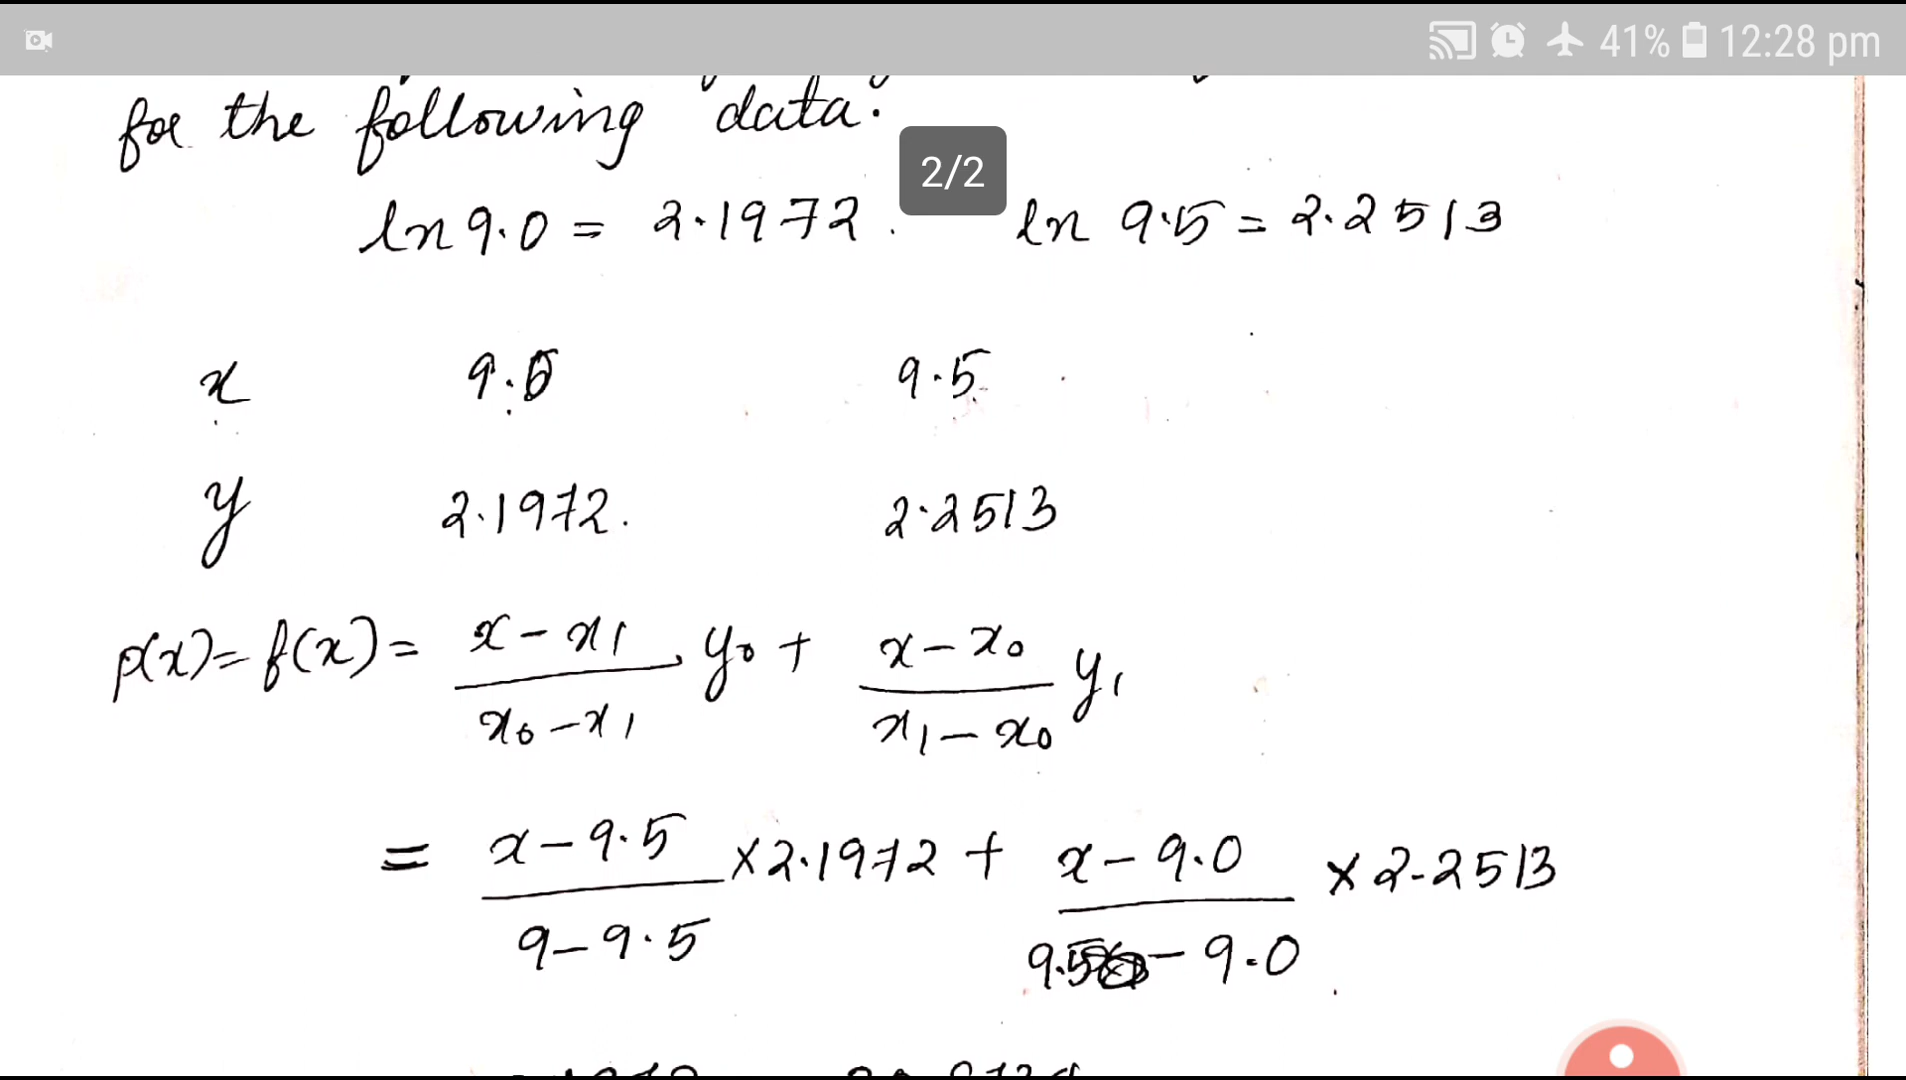 41% 12:28 pm
for the following data:
2/2
ln 9.0 = 2.1972. ln 9.5 = 2.2513
x 9.0 9.5
y 2.1972. 2.2513
p(x) = f(x) = x - x1 / x0 - x1 . y0 + x - x0 / x1 - x0 y1
= x - 9.5 / 9 - 9.5 × 2.1972 + x - 9.0 / 9.5 - 9.0 × 2.2513